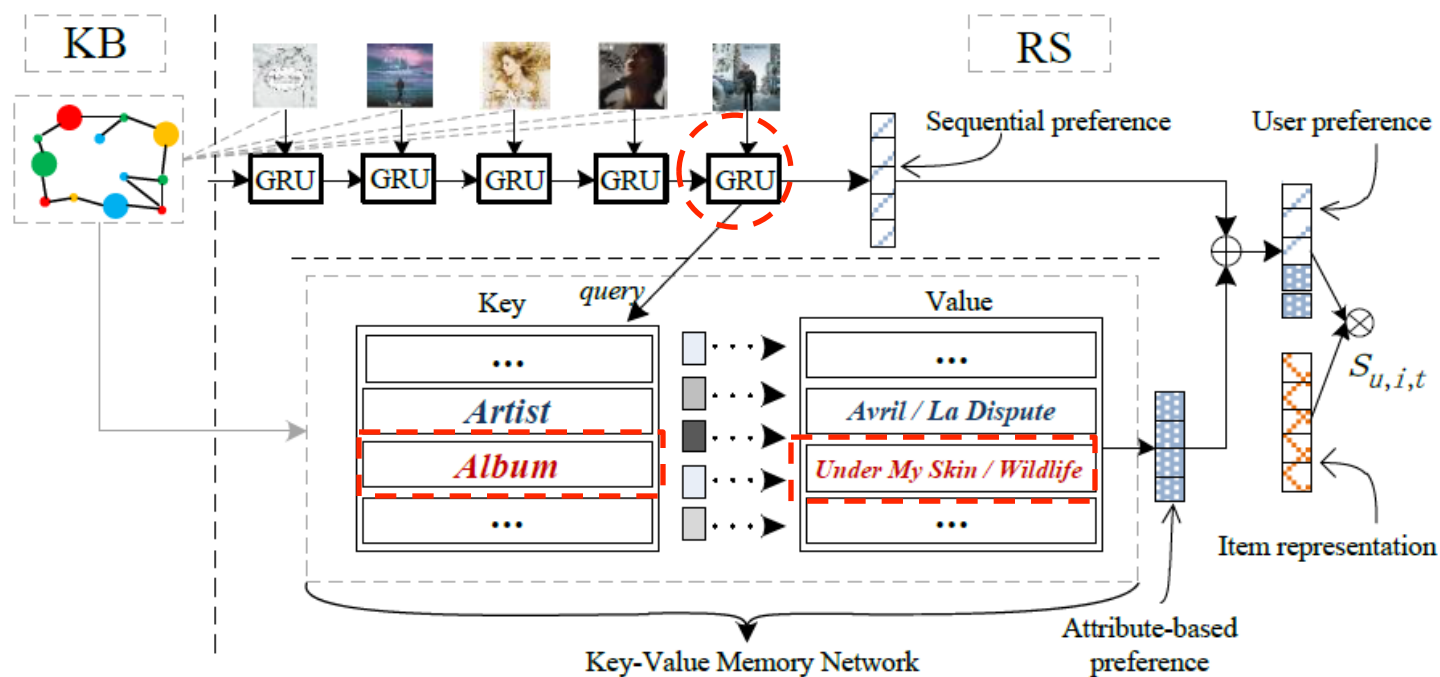 KB
RS
GRU
GRU
GRU
GRU
GRU
Sequential preference
User preference
query
Key
Value
...
...
Artist
Avril / La Dispute
Album
Under My Skin / Wildlife
...
...
S_{u,i,t}
Item representation
Attribute-based
preference
Key-Value Memory Network